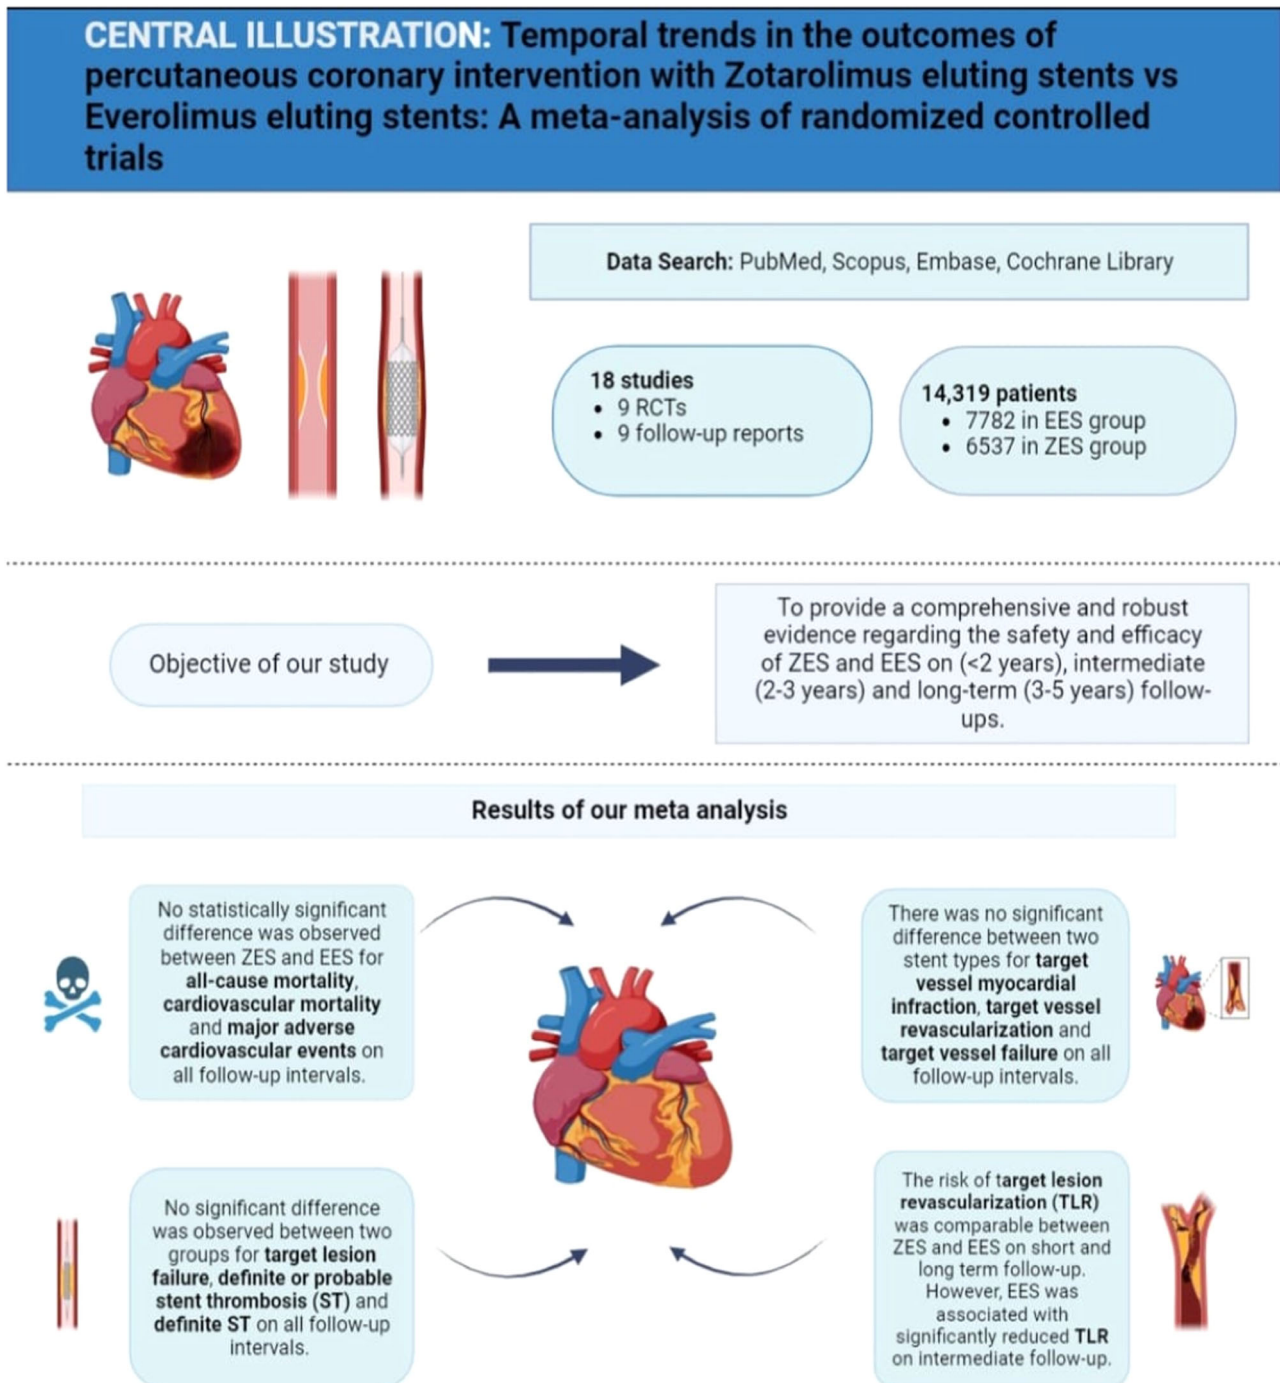 CENTRAL ILLUSTRATION: Temporal trends in the outcomes of
percutaneous coronary intervention with Zotarolimus eluting stents vs
Everolimus eluting stents: A meta-analysis of randomized controlled
trials
Data Search: PubMed, Scopus, Embase, Cochrane Library
18 studies
• 9 RCTs
• 9 follow-up reports
14,319 patients
• 7782 in EES group
• 6537 in ZES group
Objective of our study
To provide a comprehensive and robust
evidence regarding the safety and efficacy
of ZES and EES on (<2 years), intermediate
(2-3 years) and long-term (3-5 years) follow-
ups.
Results of our meta analysis
No statistically significant
difference was observed
between ZES and EES for
all-cause mortality,
cardiovascular mortality
and major adverse
cardiovascular events on
all follow-up intervals.
There was no significant
difference between two
stent types for target
vessel myocardial
infraction, target vessel
revascularization and
target vessel failure on all
follow-up intervals.
No significant difference
was observed between two
groups for target lesion
failure, definite or probable
stent thrombosis (ST) and
definite ST on all follow-up
intervals.
The risk of target lesion
revascularization (TLR)
was comparable between
ZES and EES on short and
long term follow-up.
However, EES was
associated with
significantly reduced TLR
on intermediate follow-up.